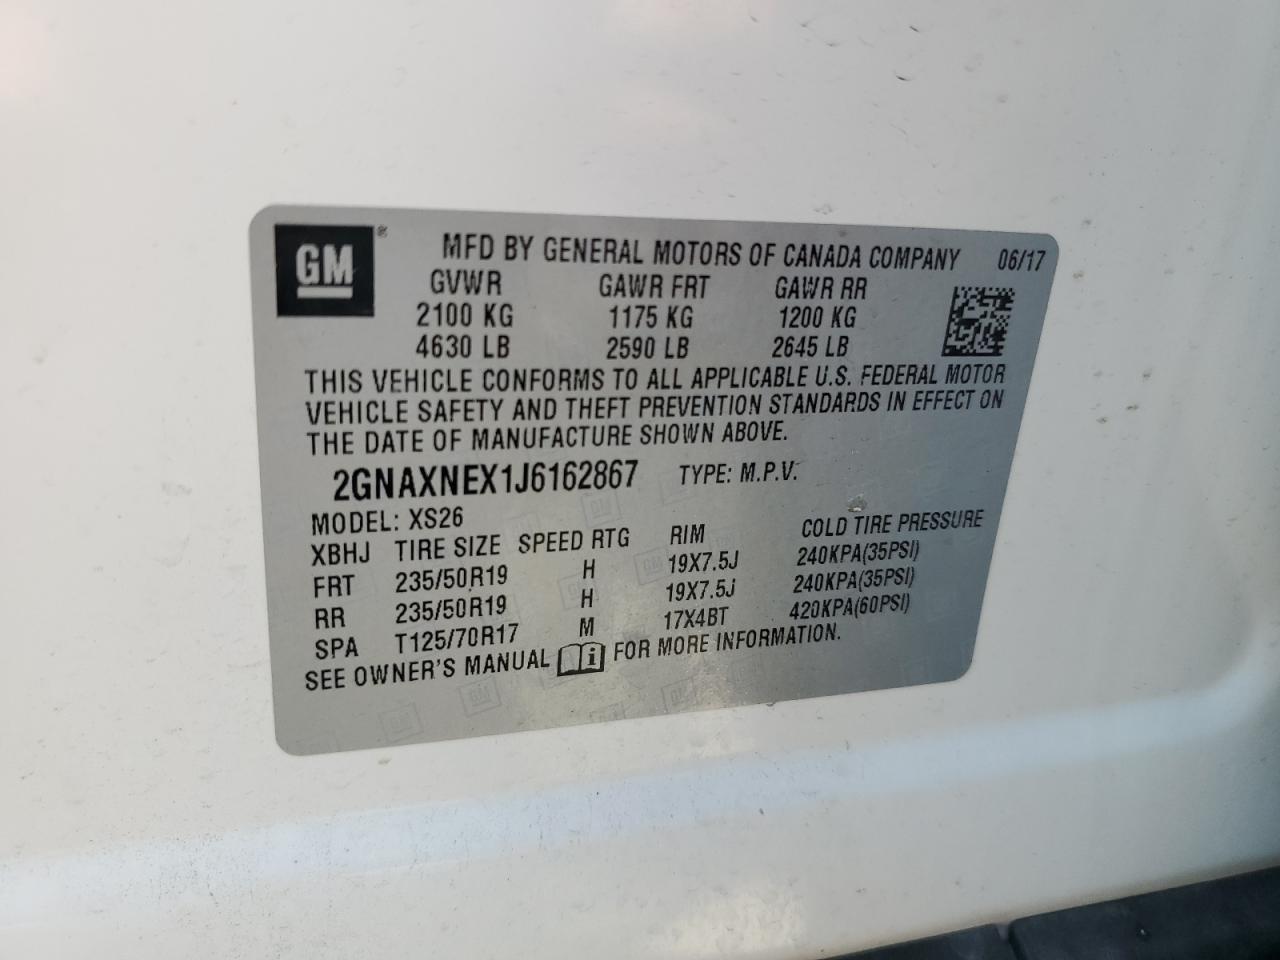 GM®
MFD BY GENERAL MOTORS OF CANADA COMPANY 06/17
GVWR GAWR FRT GAWR RR
2100 KG 1175 KG 1200 KG
4630 LB 2590 LB 2645 LB
THIS VEHICLE CONFORMS TO ALL APPLICABLE U.S. FEDERAL MOTOR
VEHICLE SAFETY AND THEFT PREVENTION STANDARDS IN EFFECT ON
THE DATE OF MANUFACTURE SHOWN ABOVE.
2GNAXNEX1J6162867 TYPE: M.P.V.
MODEL: XS26
XBHJ TIRE SIZE SPEED RTG RIM COLD TIRE PRESSURE
FRT 235/50R19 H 19X7.5J 240KPA(35PSI)
RR 235/50R19 H 19X7.5J 240KPA(35PSI)
SPA T125/70R17 M 17X4BT 420KPA(60PSI)
SEE OWNER'S MANUAL i FOR MORE INFORMATION.